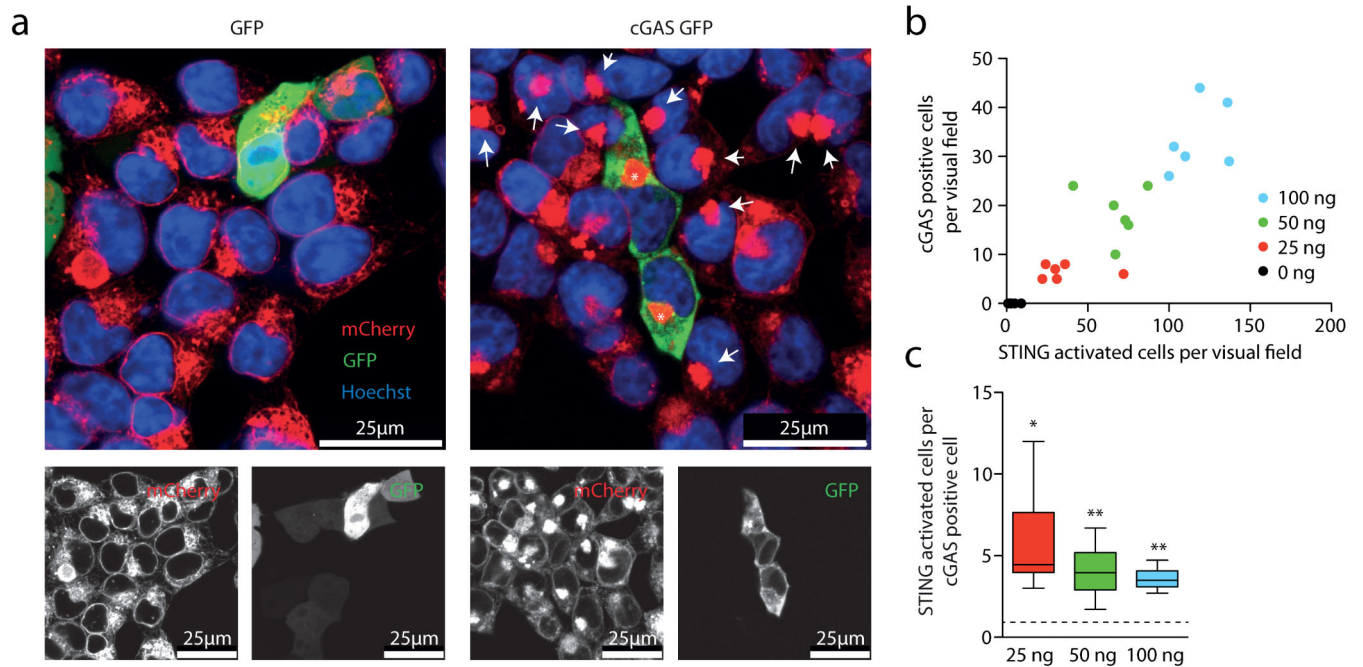 a
GFP
cGAS GFP
mCherry
GFP
Hoechst
25μm
*
*
25μm
mCherry
25μm
GFP
25μm
mCherry
25μm
GFP
25μm
b
cGAS positive cells
per visual field
50
40
30
20
10
0
0
50
100
150
200
STING activated cells per visual field
100 ng
50 ng
25 ng
0 ng
c
STING activated cells per
cGAS positive cell
15
10
5
0
*
**
**
25 ng
50 ng
100 ng